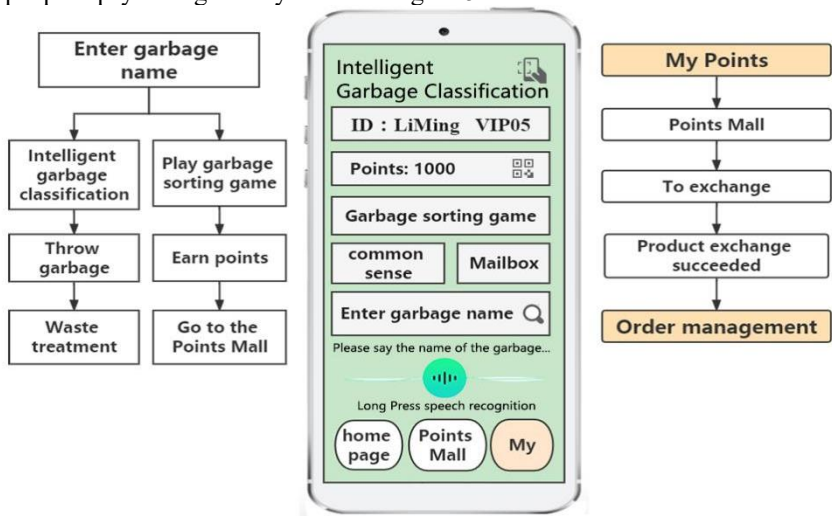 Enter garbage
name
Intelligent
garbage
classification
Play garbage
sorting game
Throw
garbage
Earn points
Waste
treatment
Go to the
Points Mall
Intelligent
Garbage Classification
ID：LiMing VIP05
Points: 1000
Garbage sorting game
common
sense
Mailbox
Enter garbage name
Please say the name of the garbage...
Long Press speech recognition
home
page
Points
Mall
My
My Points
Points Mall
To exchange
Product exchange
succeeded
Order management